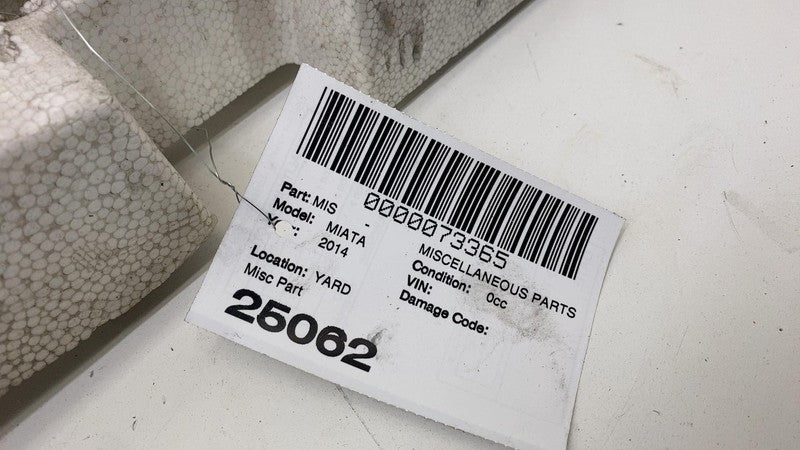 0000073365
Part: MIS - MISCELLANEOUS PARTS
Model: MIATA Condition: 0cc
2014 VIN:
Damage Code:
Location: YARD
Misc Part
25062